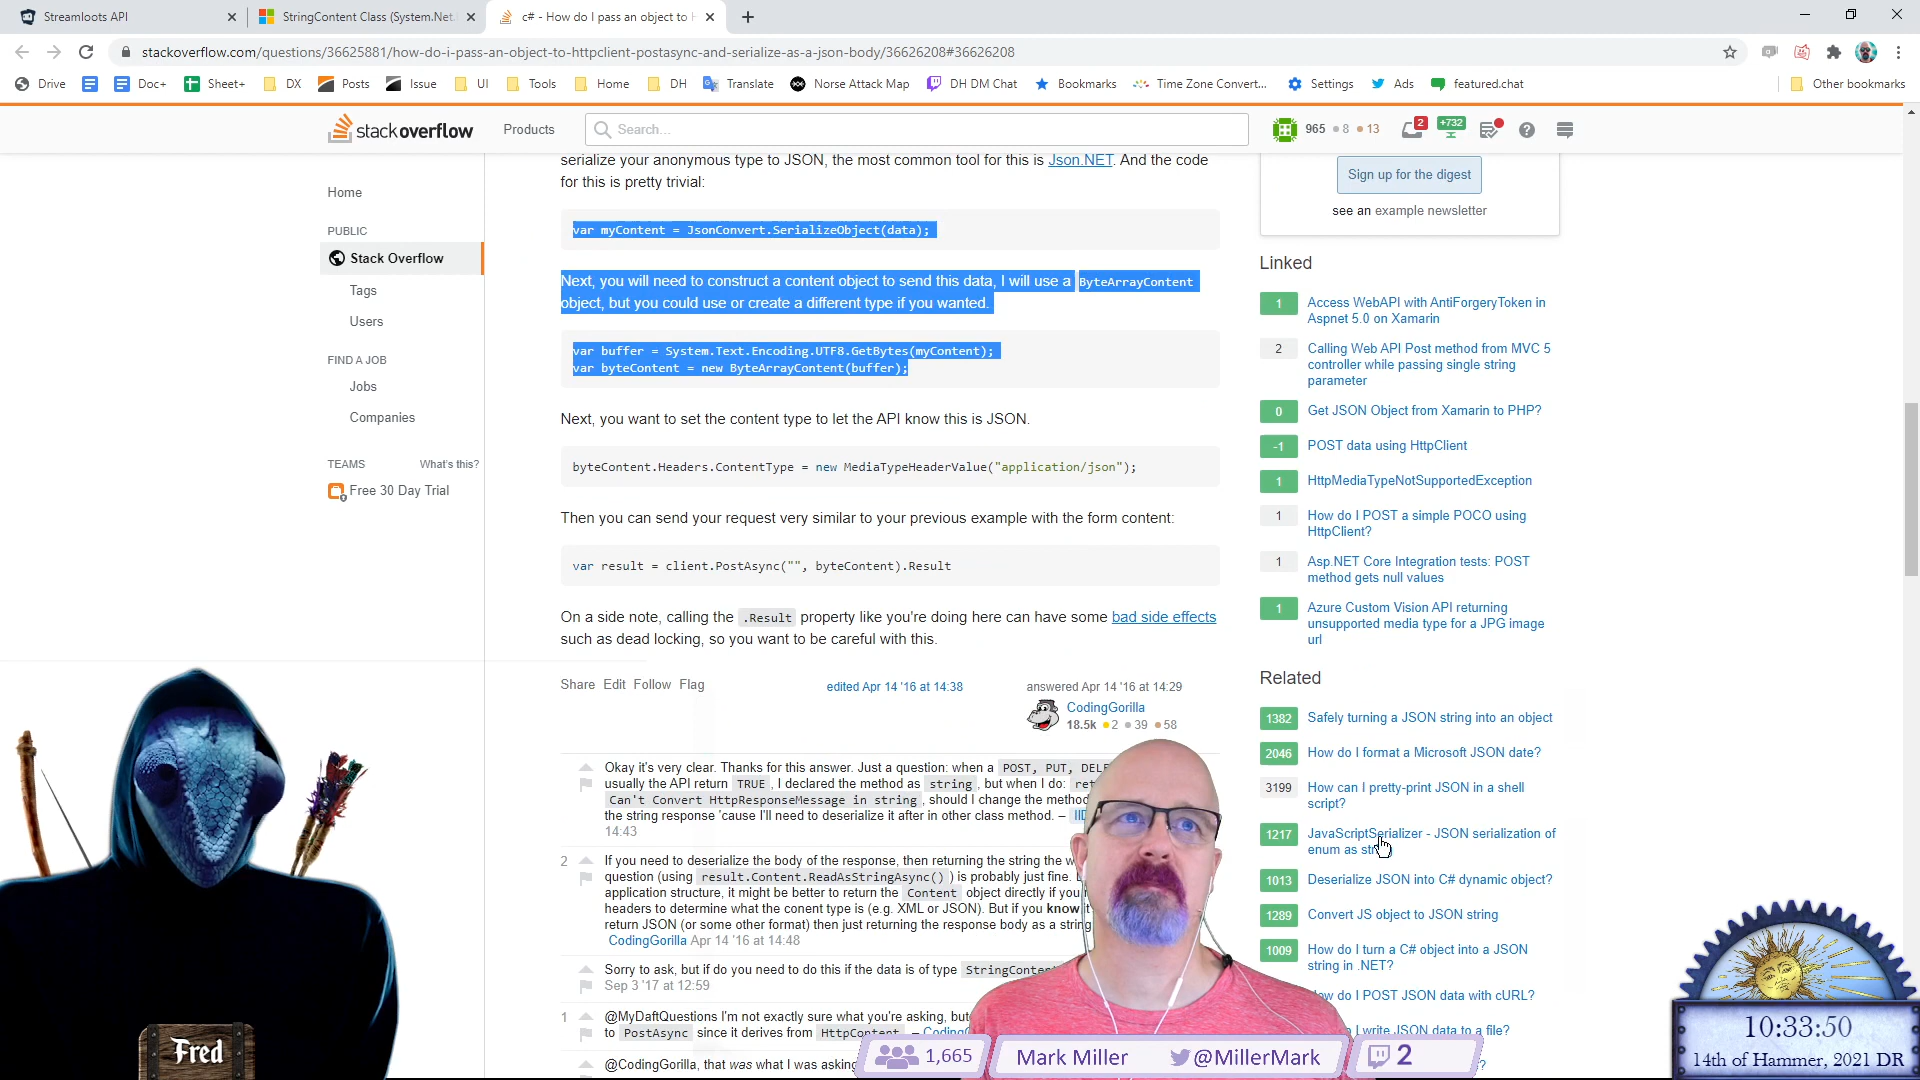 Streamloots API
StringContent Class (System.Net.
c# - How do I pass an object to H
stackoverflow.com/questions/36625881/how-do-i-pass-an-object-to-httpclient-postasync-and-serialize-as-a-json-body/36626208#36626208
Drive Doc+ Sheet+ DX Posts Issue UI Tools Home DH Translate Norse Attack Map DH DM Chat Bookmarks Time Zone Convert... Settings Ads featured.chat Other bookmarks
stackoverflow Products Search... 965 8 13 2 +732
serialize your anonymous type to JSON, the most common tool for this is Json.NET. And the code
for this is pretty trivial:
var myContent = JsonConvert.SerializeObject(data);
Next, you will need to construct a content object to send this data, I will use a ByteArrayContent
object, but you could use or create a different type if you wanted.
var buffer = System.Text.Encoding.UTF8.GetBytes(myContent);
var byteContent = new ByteArrayContent(buffer);
Next, you want to set the content type to let the API know this is JSON.
byteContent.Headers.ContentType = new MediaTypeHeaderValue("application/json");
Then you can send your request very similar to your previous example with the form content:
var result = client.PostAsync("", byteContent).Result
On a side note, calling the .Result property like you're doing here can have some bad side effects
such as dead locking, so you want to be careful with this.
Share Edit Follow Flag
edited Apr 14 '16 at 14:38
answered Apr 14 '16 at 14:29
CodingGorilla
18.5k 2 39 58
Okay it's very clear. Thanks for this answer. Just a question: when a POST, PUT, DELE
usually the API return TRUE, I declared the method as string, but when I do: ret
Can't Convert HttpResponseMessage in string, should I change the method
the string response 'cause I'll need to deserialize it after in other class method. –
14:43
2 If you need to deserialize the body of the response, then returning the string the w
question (using result.Content.ReadAsStringAsync()) is probably just fine.
application structure, it might be better to return the Content object directly if you
headers to determine what the conent type is (e.g. XML or JSON). But if you know it
return JSON (or some other format) then just returning the response body as a string
CodingGorilla Apr 14 '16 at 14:48
Sorry to ask, but if do you need to do this if the data is of type StringConte
Sep 3 '17 at 12:59
1 @MyDaftQuestions I'm not exactly sure what you're asking, but
to PostAsync since it derives from HttpContent. – Coding
@CodingGorilla, that was what I was asking
Home
PUBLIC
Stack Overflow
Tags
Users
FIND A JOB
Jobs
Companies
TEAMS What's this?
Free 30 Day Trial
Sign up for the digest
see an example newsletter
Linked
1 Access WebAPI with AntiForgeryToken in
Aspnet 5.0 on Xamarin
2 Calling Web API Post method from MVC 5
controller while passing single string
parameter
0 Get JSON Object from Xamarin to PHP?
-1 POST data using HttpClient
1 HttpMediaTypeNotSupportedException
1 How do I POST a simple POCO using
HttpClient?
1 Asp.NET Core Integration tests: POST
method gets null values
1 Azure Custom Vision API returning
unsupported media type for a JPG image
url
Related
1382 Safely turning a JSON string into an object
2046 How do I format a Microsoft JSON date?
3199 How can I pretty-print JSON in a shell
script?
1217 JavaScriptSerializer - JSON serialization of
enum as string
1013 Deserialize JSON into C# dynamic object?
1289 Convert JS object to JSON string
1009 How do I turn a C# object into a JSON
string in .NET?
How do I POST JSON data with cURL?
I write JSON data to a file?
Fred
1,665
Mark Miller @MillerMark
2
10:33:50
14th of Hammer, 2021 DR